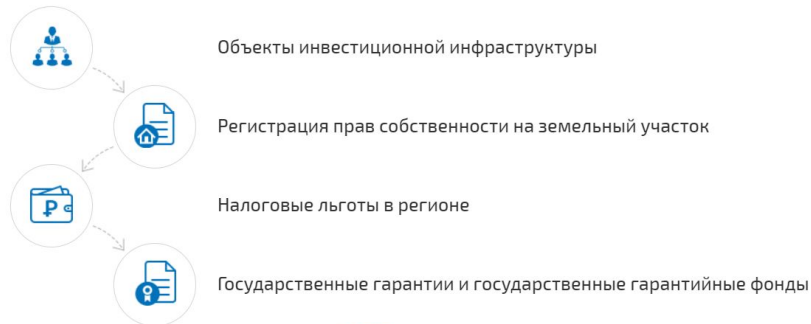 Объекты инвестиционной инфраструктуры
Регистрация прав собственности на земельный участок
Налоговые льготы в регионе
Государственные гарантии и государственные гарантийные фонды